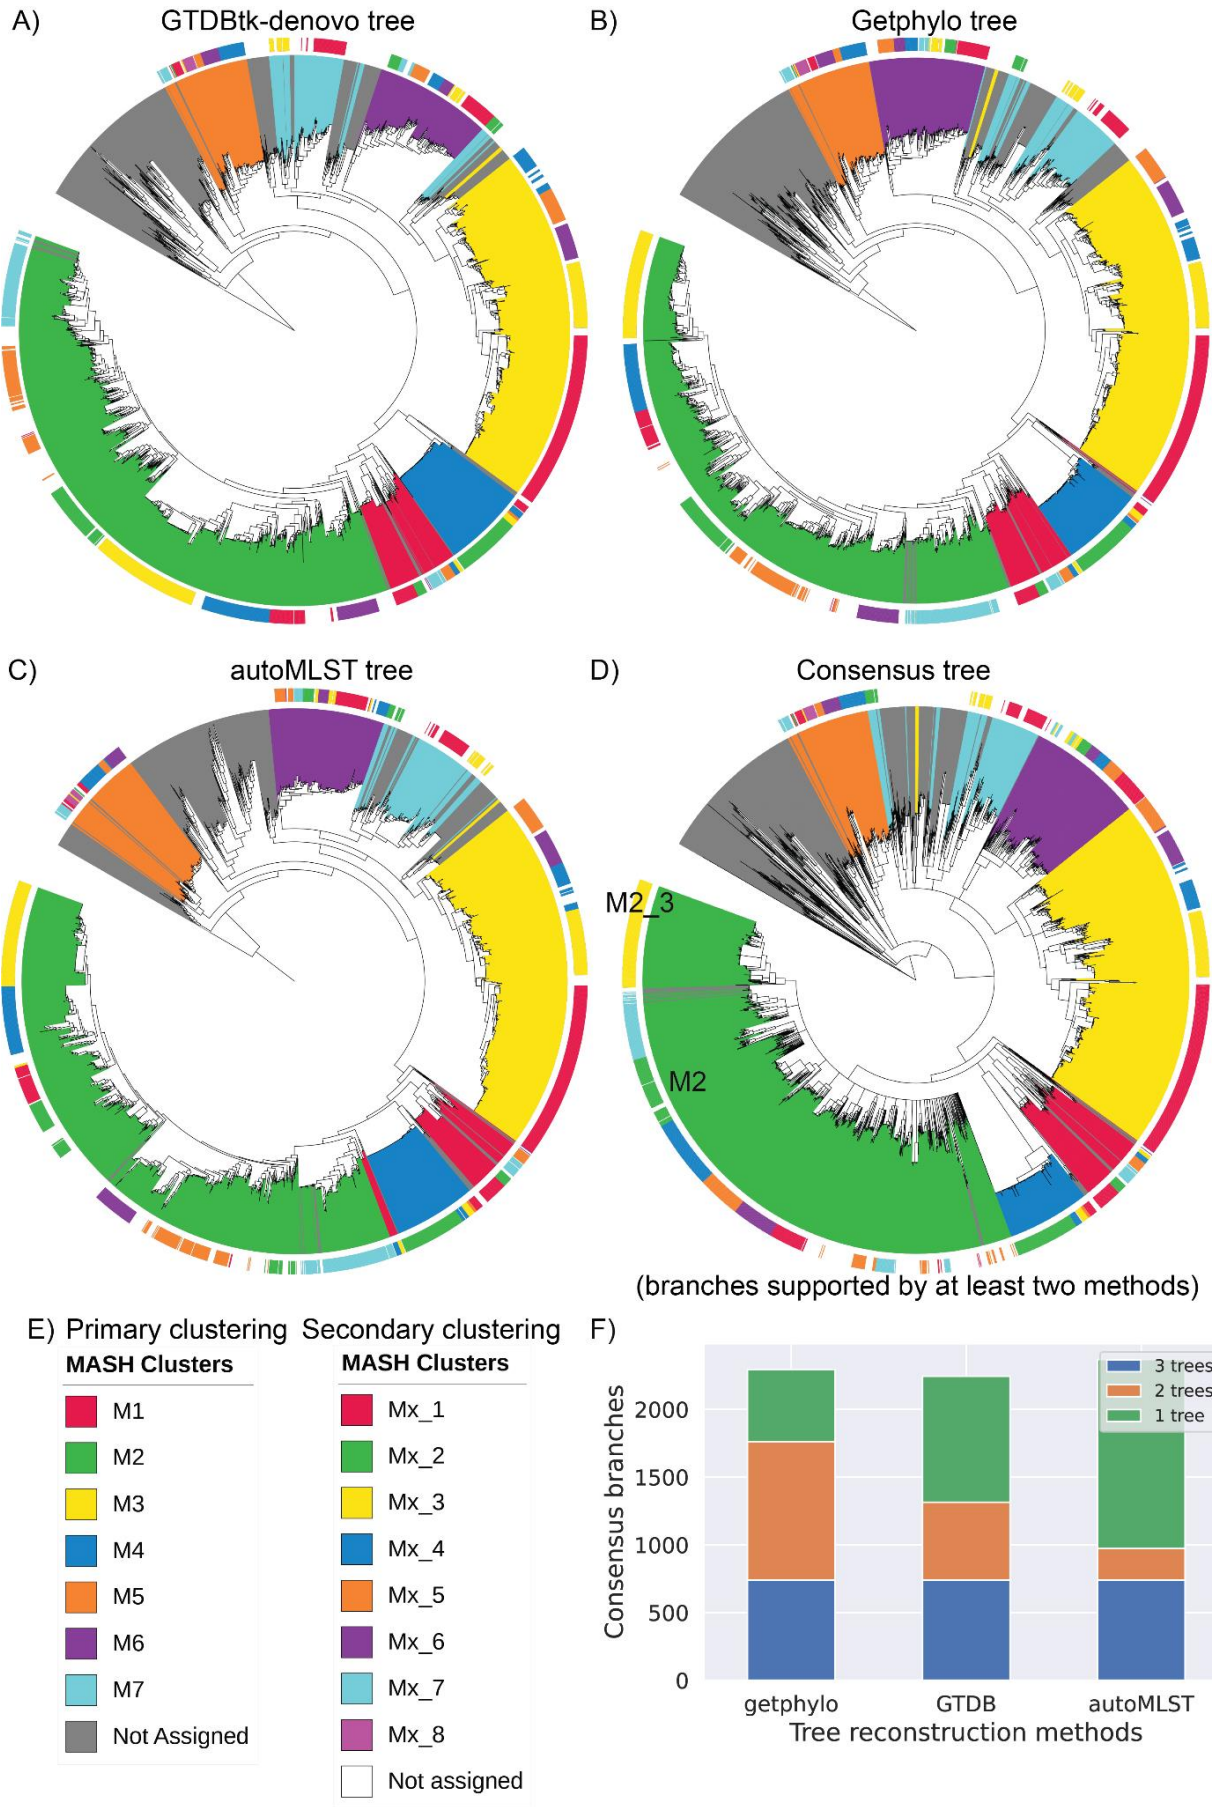 A) GTDBtk-denovo tree
B) Getphylo tree
C) autoMLST tree
D) Consensus tree
M2_3
M2
(branches supported by at least two methods)
E) Primary clustering Secondary clustering
MASH Clusters
M1
M2
M3
M4
M5
M6
M7
Not Assigned
MASH Clusters
Mx_1
Mx_2
Mx_3
Mx_4
Mx_5
Mx_6
Mx_7
Mx_8
Not assigned
F)
3 trees
2 trees
1 tree
Consensus branches
2000
1500
1000
500
0
getphylo GTDB autoMLST
Tree reconstruction methods